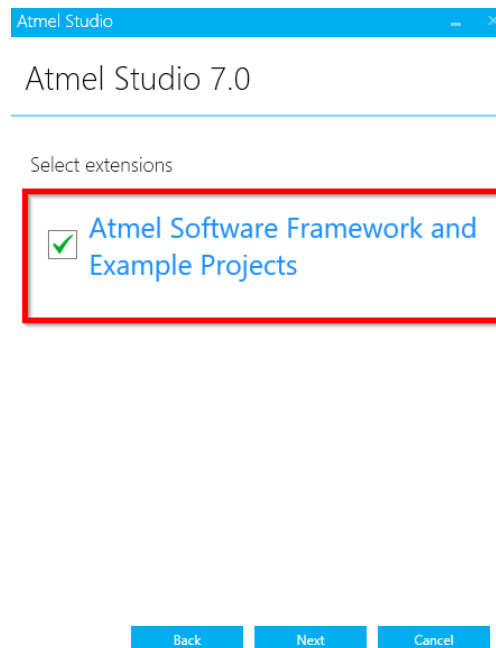 Atmel Studio
Atmel Studio 7.0
Select extensions
Atmel Software Framework and
Example Projects
Back Next Cancel